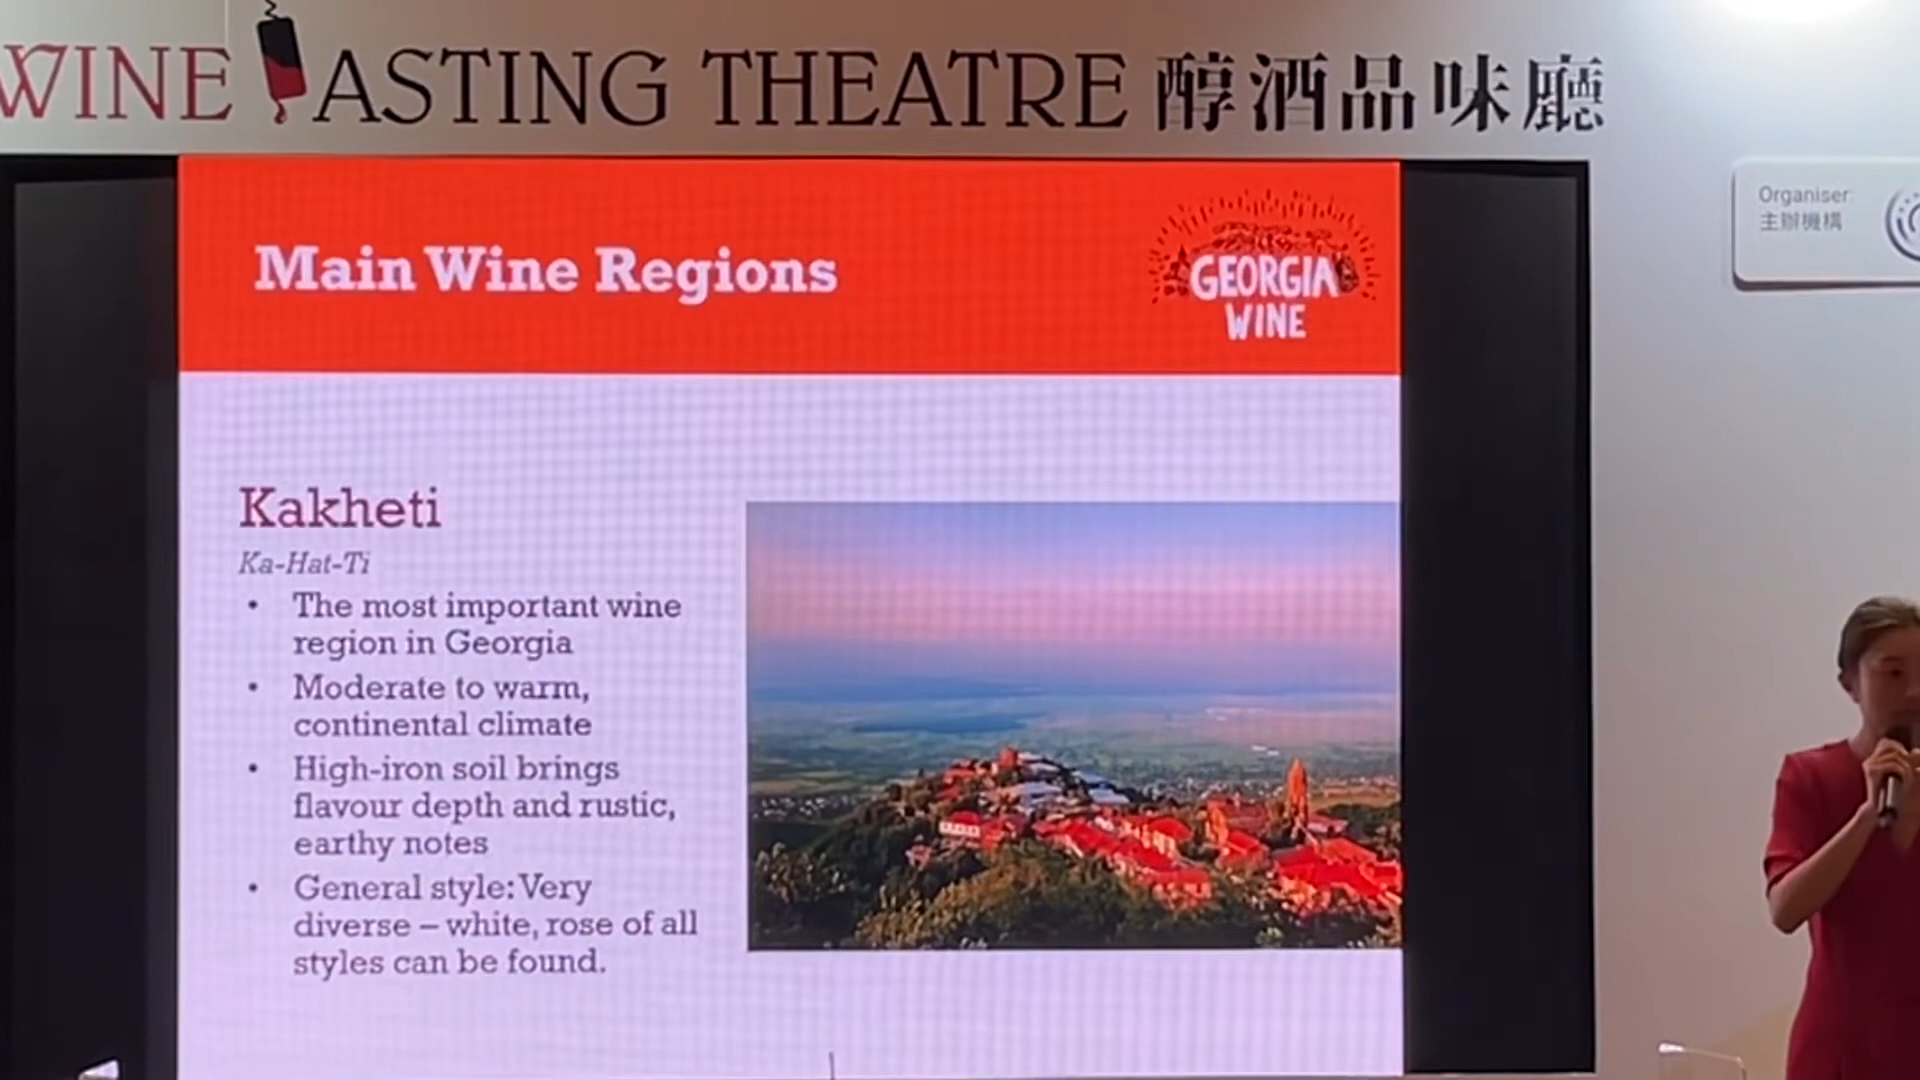 WINE TASTING THEATRE 醇酒品味廳
Organiser:
主辦機構
Main Wine Regions
GEORGIA
WINE
Kakheti
Ka-Hat-Ti
• The most important wine
region in Georgia
• Moderate to warm,
continental climate
• High-iron soil brings
flavour depth and rustic,
earthy notes
• General style: Very
diverse – white, rose of all
styles can be found.